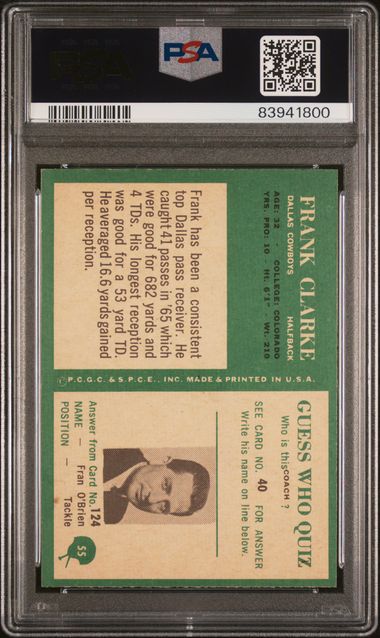 PSA
83941800
FRANK CLARKE
DALLAS COWBOYS HALFBACK
AGE: 32 - COLLEGE: COLORADO
YRS. PRO: 10 - Ht. 6'1" - Wt. 210
Frank has been a consistent
top Dallas pass receiver. He
caught 41 passes in '65 which
were good for 682 yards and
4 TDs. His longest reception
was good for a 53 yard TD.
He averaged 16.6 yards gained
per reception.
©P.C.G.C. & S.P.C.E., INC. MADE & PRINTED IN U.S.A.
GUESS WHO QUIZ
Who is this COACH?
SEE CARD NO. 40 FOR ANSWER
Write his name on line below.
Answer from Card No. 124
NAME — Fran O'Brien
POSITION — Tackle
55